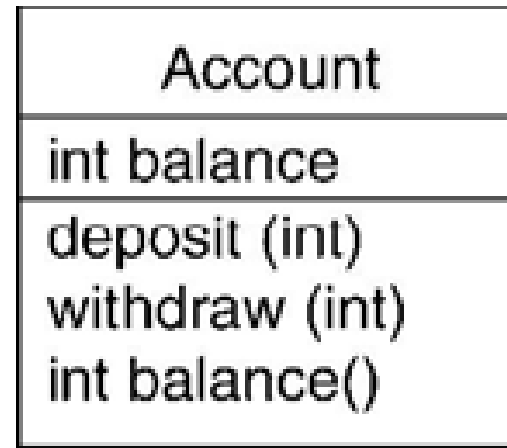 Account
int balance
deposit (int)
withdraw (int)
int balance()